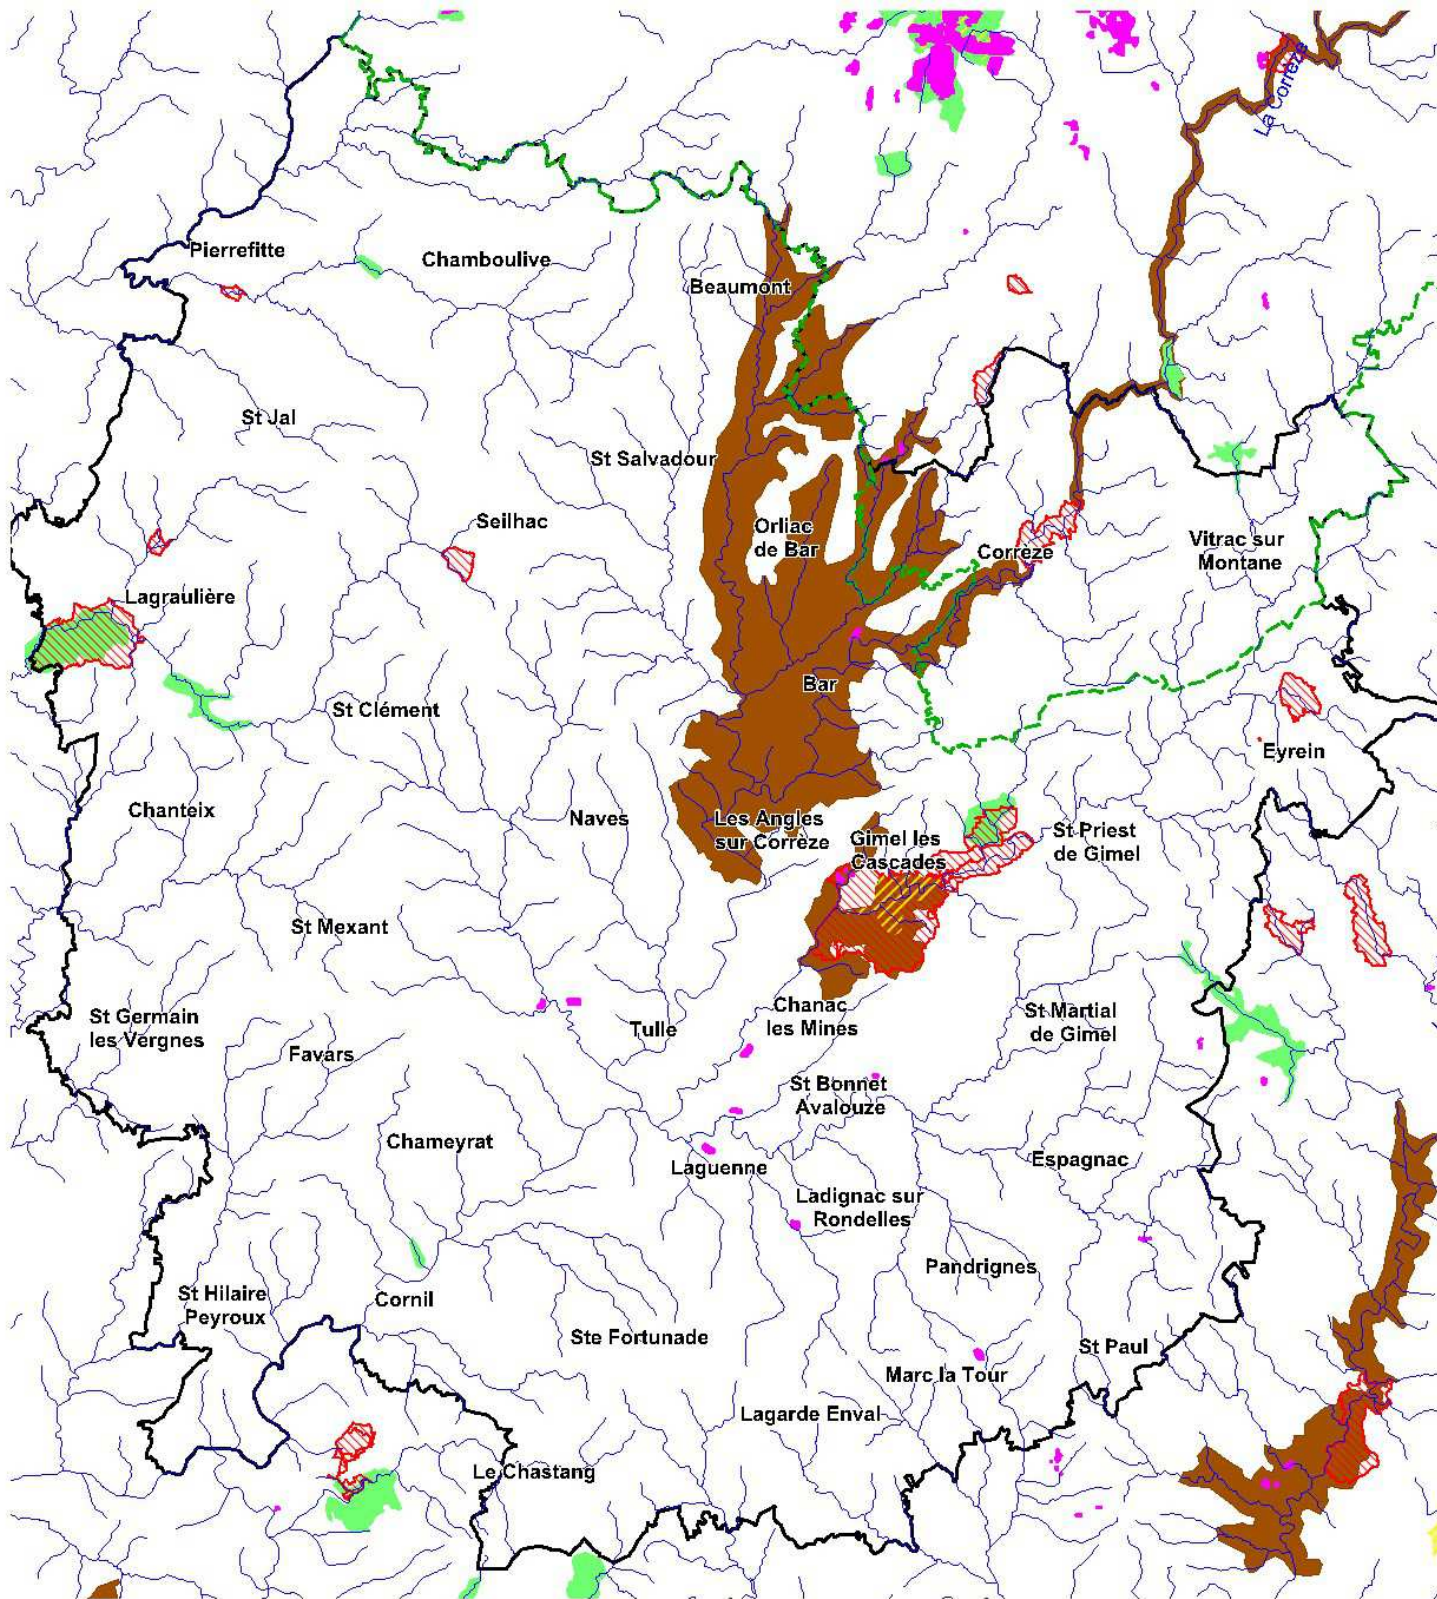 La Corrèze
Pierrefitte
Chamboulive
Beaumont
St Jal
St Salvadour
Seilhac
Orliac
de Bar
Corrèze
Vitrac sur
Montane
Lagraulière
Bar
St Clément
Eyrein
Chanteix
Naves
Les Angles
sur Corrèze
Gimel les
Cascades
St Priest
de Gimel
St Mexant
St Germain
les Vergnes
Favars
Tulle
Chanac
les Mines
St Martial
de Gimel
St Bonnet
Avalouze
Chameyrat
Laguenne
Espagnac
Ladignac sur
Rondelles
Pandrignes
St Hilaire
Peyroux
Cornil
Ste Fortunade
St Paul
Marc la Tour
Lagarde Enval
Le Chastang